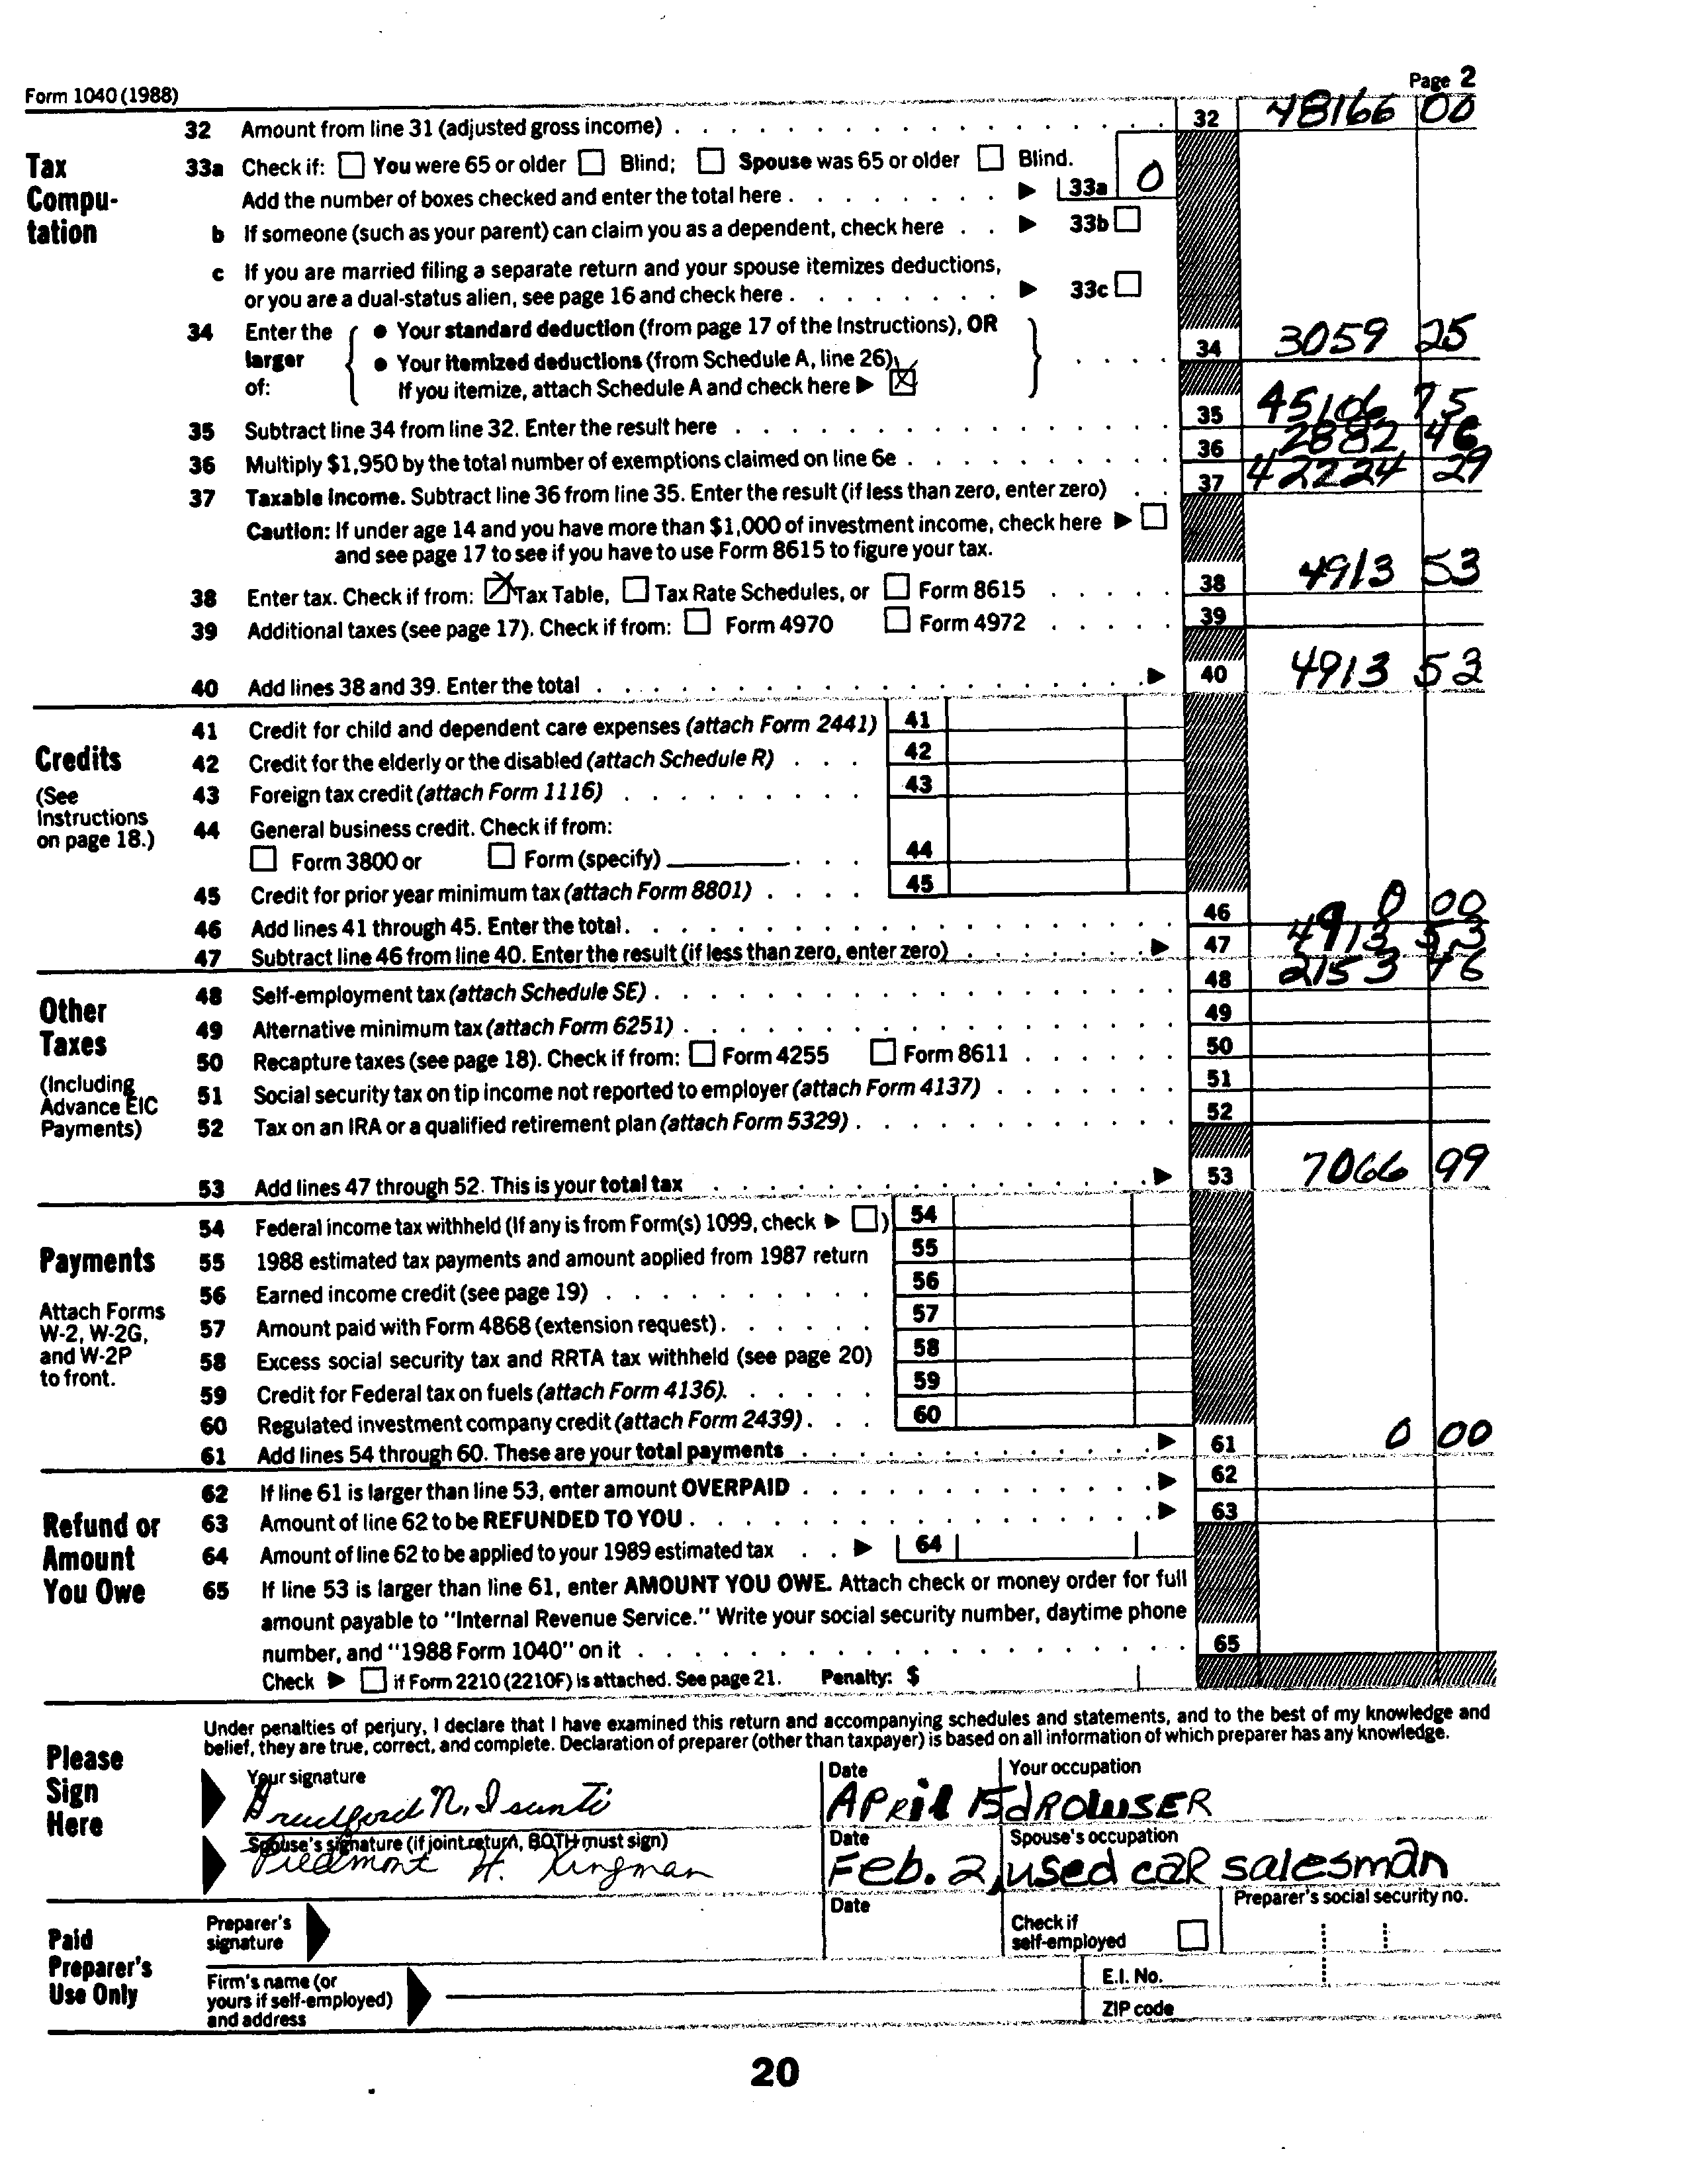 Form 1040 (1988) Page 2
32 Amount from line 31 (adjusted gross income) 32 48166 00
Tax Compu-tation
33a Check if: You were 65 or older Blind; Spouse was 65 or older Blind.
Add the number of boxes checked and enter the total here 33a 0
b If someone (such as your parent) can claim you as a dependent, check here 33b
c If you are married filing a separate return and your spouse itemizes deductions,
or you are a dual-status alien, see page 16 and check here 33c
34 Enter the larger of: • Your standard deduction (from page 17 of the Instructions), OR
• Your itemized deductions (from Schedule A, line 26)
If you itemize, attach Schedule A and check here X 34 3059 25
35 Subtract line 34 from line 32. Enter the result here 35 45106 75
36 Multiply $1,950 by the total number of exemptions claimed on line 6e 36 2882 46
37 Taxable income. Subtract line 36 from line 35. Enter the result (if less than zero, enter zero) 37 42224 29
Caution: If under age 14 and you have more than $1,000 of investment income, check here
and see page 17 to see if you have to use Form 8615 to figure your tax.
38 Enter tax. Check if from: X Tax Table, Tax Rate Schedules, or Form 8615 38 4913 53
39 Additional taxes (see page 17). Check if from: Form 4970 Form 4972 39
40 Add lines 38 and 39. Enter the total 40 4913 53
Credits
(See Instructions on page 18.)
41 Credit for child and dependent care expenses (attach Form 2441) 41
42 Credit for the elderly or the disabled (attach Schedule R) 42
43 Foreign tax credit (attach Form 1116) 43
44 General business credit. Check if from:
Form 3800 or Form (specify) 44
45 Credit for prior year minimum tax (attach Form 8801) 45
46 Add lines 41 through 45. Enter the total. 46 0 00
47 Subtract line 46 from line 40. Enter the result (if less than zero, enter zero) 47 4913 53
Other Taxes
(Including Advance EIC Payments)
48 Self-employment tax (attach Schedule SE) 48 2153 46
49 Alternative minimum tax (attach Form 6251) 49
50 Recapture taxes (see page 18). Check if from: Form 4255 Form 8611 50
51 Social security tax on tip income not reported to employer (attach Form 4137) 51
52 Tax on an IRA or a qualified retirement plan (attach Form 5329) 52
53 Add lines 47 through 52. This is your total tax 53 7066 99
Payments
Attach Forms W-2, W-2G, and W-2P to front.
54 Federal income tax withheld (If any is from Form(s) 1099, check ) 54
55 1988 estimated tax payments and amount applied from 1987 return 55
56 Earned income credit (see page 19) 56
57 Amount paid with Form 4868 (extension request) 57
58 Excess social security tax and RRTA tax withheld (see page 20) 58
59 Credit for Federal tax on fuels (attach Form 4136). 59
60 Regulated investment company credit (attach Form 2439) 60
61 Add lines 54 through 60. These are your total payments 61 0 00
Refund or Amount You Owe
62 If line 61 is larger than line 53, enter amount OVERPAID 62
63 Amount of line 62 to be REFUNDED TO YOU 63
64 Amount of line 62 to be applied to your 1989 estimated tax 64
65 If line 53 is larger than line 61, enter AMOUNT YOU OWE. Attach check or money order for full
amount payable to "Internal Revenue Service." Write your social security number, daytime phone
number, and "1988 Form 1040" on it 65
Check if Form 2210 (2210F) is attached. See page 21. Penalty: $
Please Sign Here
Under penalties of perjury, I declare that I have examined this return and accompanying schedules and statements, and to the best of my knowledge and
belief, they are true, correct, and complete. Declaration of preparer (other than taxpayer) is based on all information of which preparer has any knowledge.
Your signature Date Your occupation
N. Isunti APRil 15 dROWSER
Spouse's signature (if joint return, BOTH must sign) Date Spouse's occupation
Piedmont H. Kingman Feb. 2, used caR salesman
Paid Preparer's Use Only
Preparer's signature Date Check if self-employed Preparer's social security no.
Firm's name (or yours if self-employed) and address E.I. No.
ZIP code
20